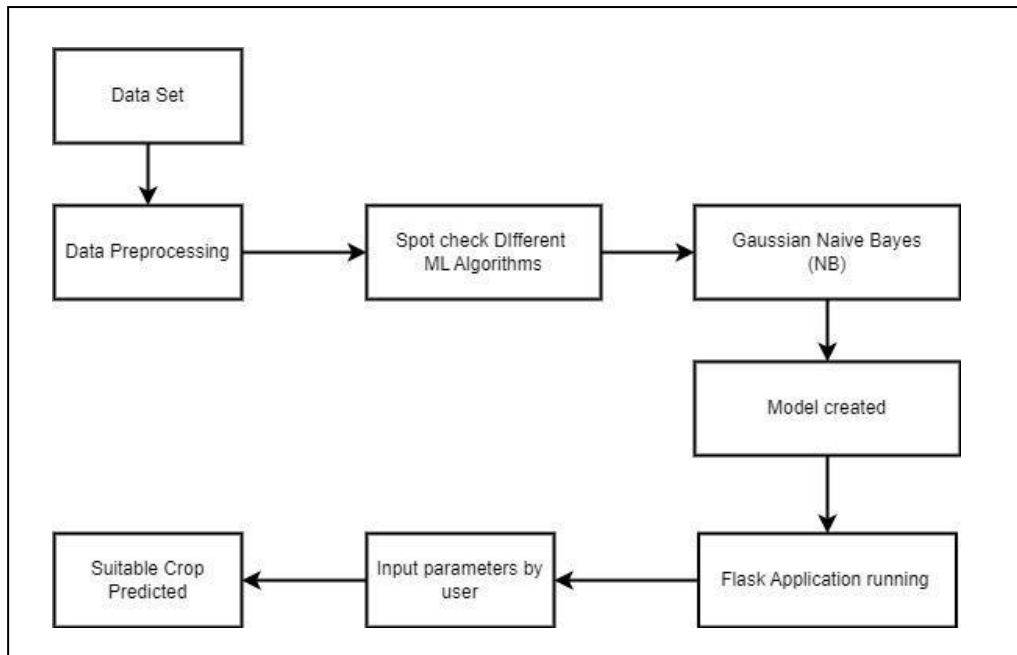 Data Set
Data Preprocessing
Spot check DIfferent
ML Algorithms
Gaussian Naive Bayes
(NB)
Model created
Flask Application running
Input parameters by
user
Suitable Crop
Predicted